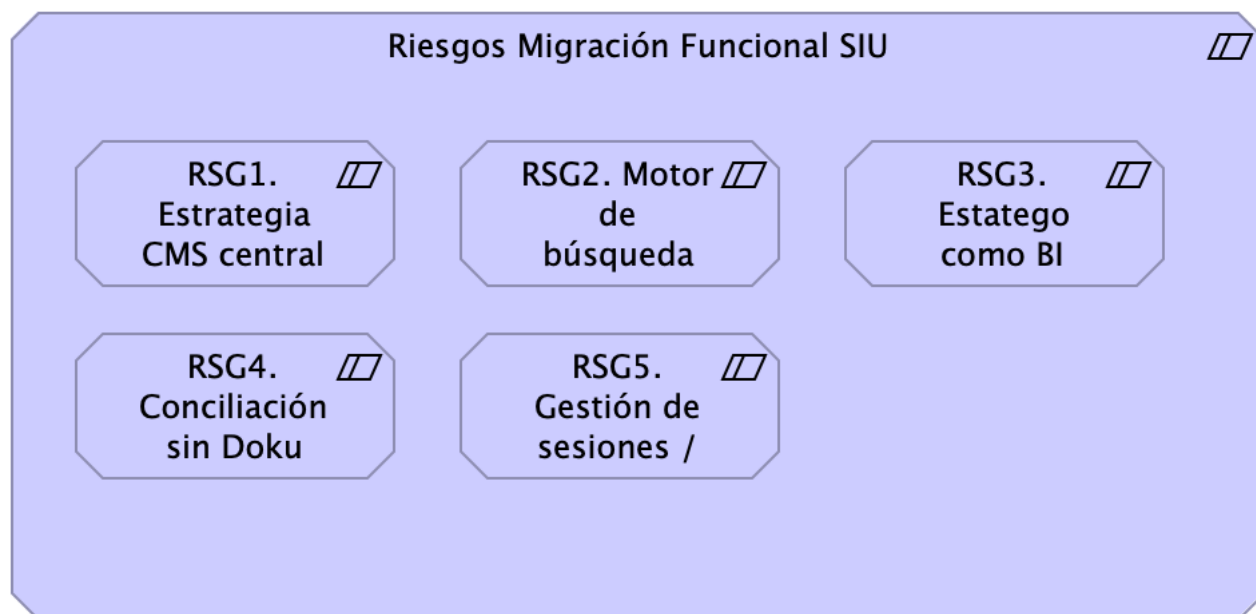 Riesgos Migración Funcional SIU
RSG1.
Estrategia
CMS central
RSG2. Motor
de
búsqueda
RSG3.
Estatego
como BI
RSG4.
Conciliación
sin Doku
RSG5.
Gestión de
sesiones /